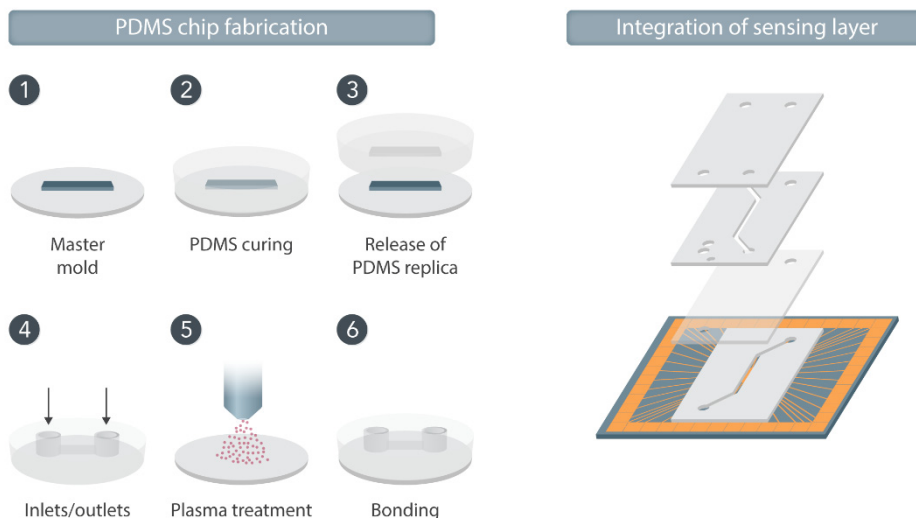 PDMS chip fabrication
Integration of sensing layer
1
2
3
Master
mold
PDMS curing
Release of
PDMS replica
4
5
6
Inlets/outlets
Plasma treatment
Bonding